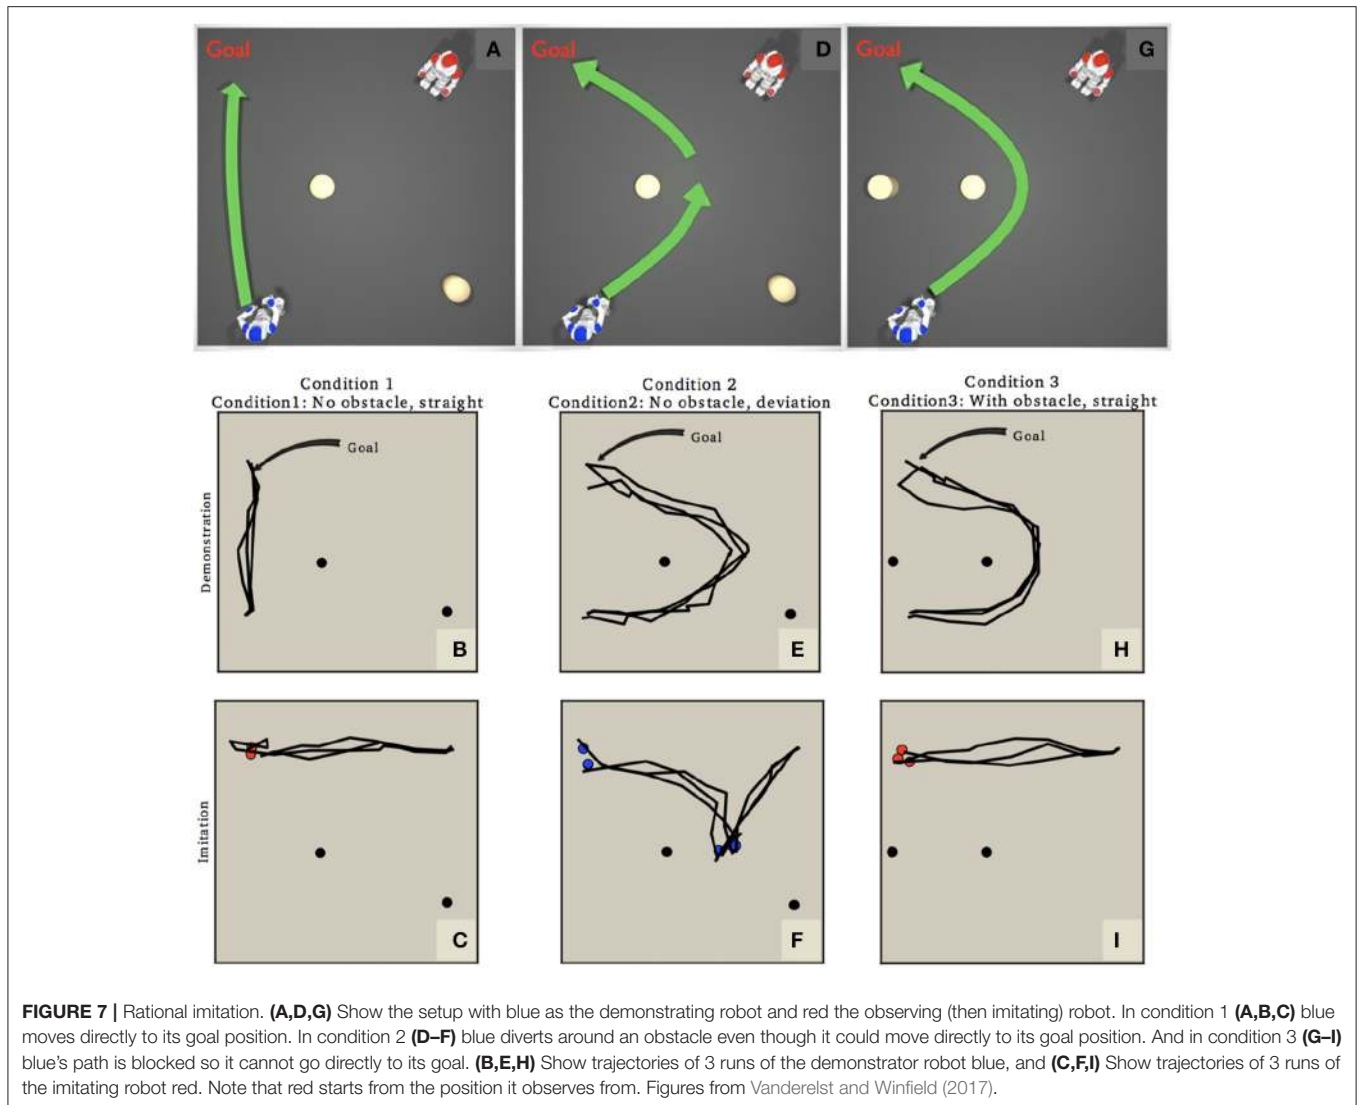 Goal
A
Goal
D
Goal
G
Condition 1
Condition1: No obstacle, straight
Condition 2
Condition2: No obstacle, deviation
Condition 3
Condition3: With obstacle, straight
Demonstration
Goal
B
Goal
E
Goal
H
Imitation
C
F
I
FIGURE 7 | Rational imitation. (A,D,G) Show the setup with blue as the demonstrating robot and red the observing (then imitating) robot. In condition 1 (A,B,C) blue
moves directly to its goal position. In condition 2 (D–F) blue diverts around an obstacle even though it could move directly to its goal position. And in condition 3 (G–I)
blue's path is blocked so it cannot go directly to its goal. (B,E,H) Show trajectories of 3 runs of the demonstrator robot blue, and (C,F,I) Show trajectories of 3 runs of
the imitating robot red. Note that red starts from the position it observes from. Figures from Vanderelst and Winfield (2017).